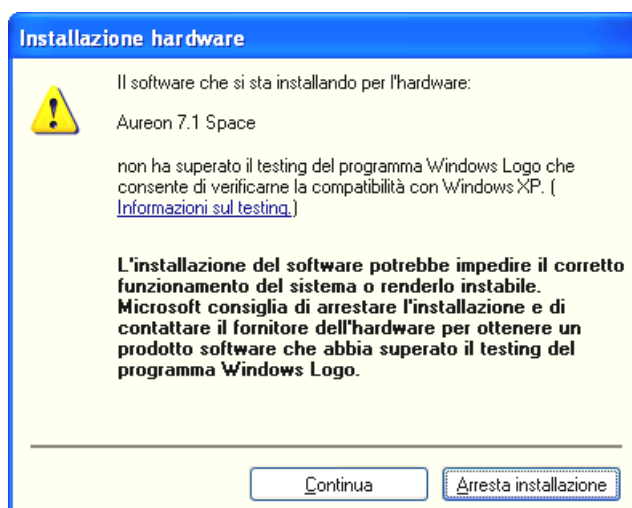 Installazione hardware
Il software che si sta installando per l'hardware:
Aureon 7.1 Space
non ha superato il testing del programma Windows Logo che
consente di verificarne la compatibilità con Windows XP. (
Informazioni sul testing.)
L'installazione del software potrebbe impedire il corretto
funzionamento del sistema o renderlo instabile.
Microsoft consiglia di arrestare l'installazione e di
contattare il fornitore dell'hardware per ottenere un
prodotto software che abbia superato il testing del
programma Windows Logo.
Continua
Arresta installazione